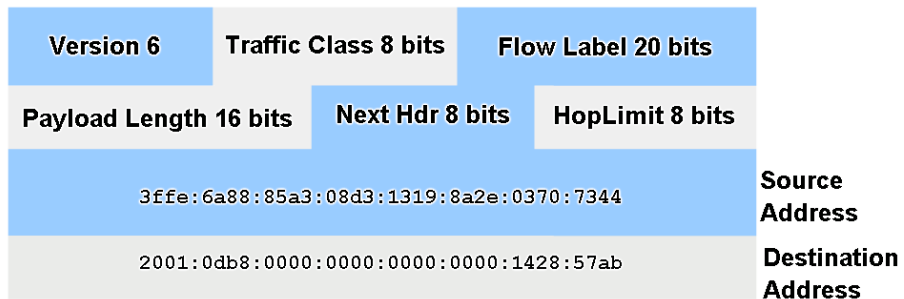 Version 6 Traffic Class 8 bits Flow Label 20 bits
Payload Length 16 bits Next Hdr 8 bits HopLimit 8 bits
3ffe:6a88:85a3:08d3:1319:8a2e:0370:7344
Source
Address
2001:0db8:0000:0000:0000:0000:1428:57ab
Destination
Address